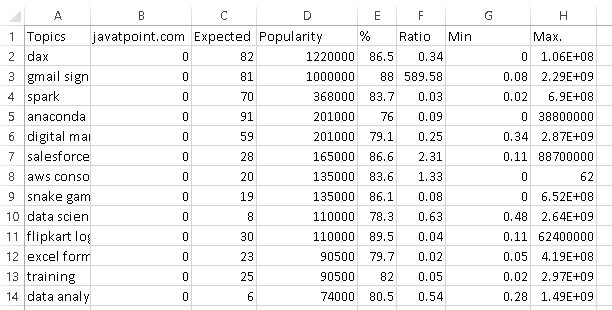 A B C D E F G H
1 Topics javatpoint.com Expected Popularity % Ratio Min Max.
2 dax 0 82 1220000 86.5 0.34 0 1.06E+08
3 gmail sign 0 81 1000000 88 589.58 0.08 2.29E+09
4 spark 0 70 368000 83.7 0.03 0.02 6.9E+08
5 anaconda 0 91 201000 76 0.09 0 38800000
6 digital mar 0 59 201000 79.1 0.25 0.34 2.87E+09
7 salesforce 0 28 165000 86.6 2.31 0.11 88700000
8 aws conso 0 20 135000 83.6 1.33 0 62
9 snake gam 0 19 135000 86.1 0.08 0 6.52E+08
10 data scien 0 8 110000 78.3 0.63 0.48 2.64E+09
11 flipkart log 0 30 110000 89.5 0.04 0.11 62400000
12 excel form 0 23 90500 79.7 0.02 0.05 4.19E+08
13 training 0 25 90500 82 0.05 0.02 2.97E+09
14 data analy 0 6 74000 80.5 0.54 0.28 1.49E+09